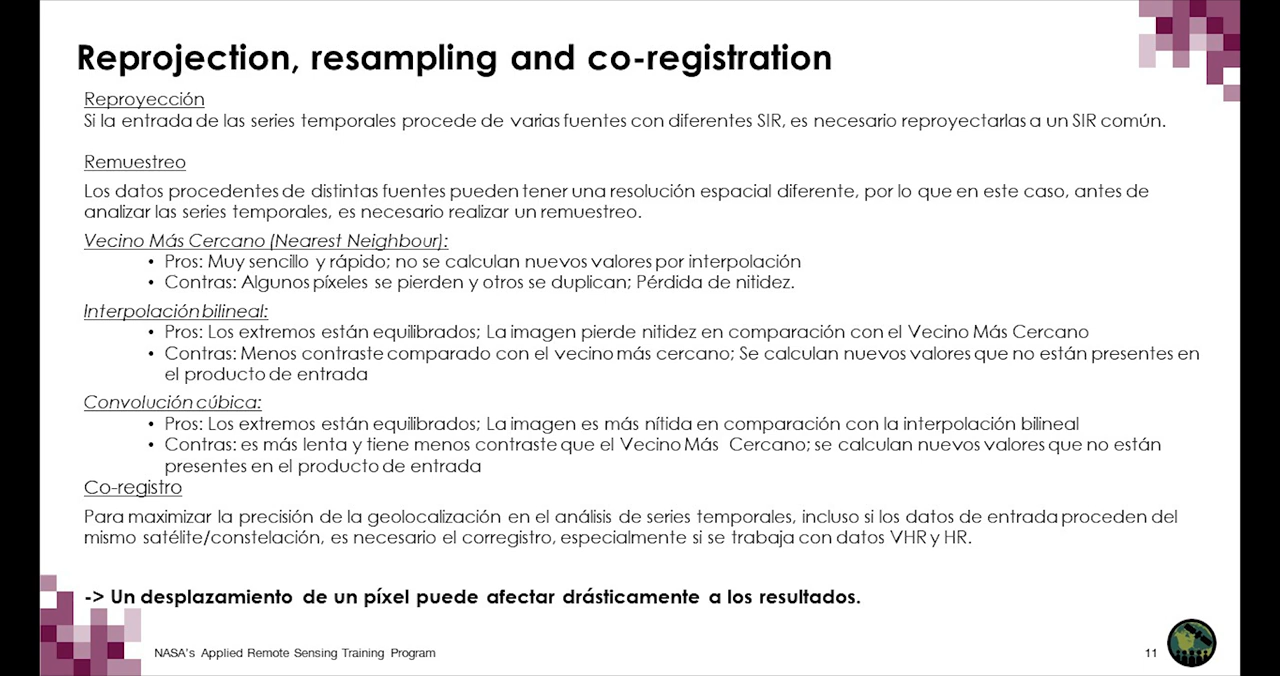 Reprojection, resampling and co-registration
Reproyección
Si la entrada de las series temporales procede de varias fuentes con diferentes SIR, es necesario reproyectarlas a un SIR común.
Remuestreo
Los datos procedentes de distintas fuentes pueden tener una resolución espacial diferente, por lo que en este caso, antes de
analizar las series temporales, es necesario realizar un remuestreo.
Vecino Más Cercano (Nearest Neighbour):
• Pros: Muy sencillo y rápido; no se calculan nuevos valores por interpolación
• Contras: Algunos píxeles se pierden y otros se duplican; Pérdida de nitidez.
Interpolación bilineal:
• Pros: Los extremos están equilibrados; La imagen pierde nitidez en comparación con el Vecino Más Cercano
• Contras: Menos contraste comparado con el vecino más cercano; Se calculan nuevos valores que no están presentes en
el producto de entrada
Convolución cúbica:
• Pros: Los extremos están equilibrados; La imagen es más nítida en comparación con la interpolación bilineal
• Contras: es más lenta y tiene menos contraste que el Vecino Más Cercano; se calculan nuevos valores que no están
presentes en el producto de entrada
Co-registro
Para maximizar la precisión de la geolocalización en el análisis de series temporales, incluso si los datos de entrada proceden del
mismo satélite/constelación, es necesario el corregistro, especialmente si se trabaja con datos VHR y HR.
-> Un desplazamiento de un píxel puede afectar drásticamente a los resultados.
NASA's Applied Remote Sensing Training Program
11